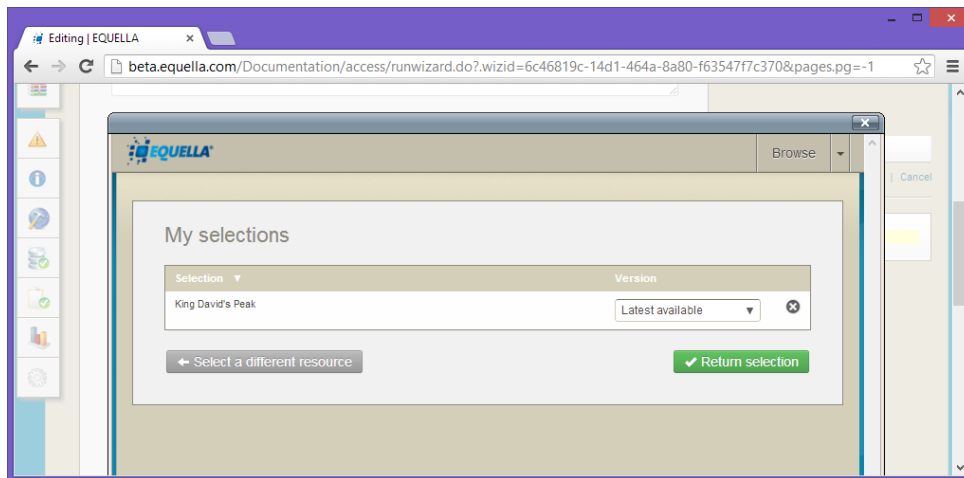 Editing | EQUELLA
beta.equella.com/Documentation/access/runwizard.do?.wizid=6c46819c-14d1-464a-8a80-f63547f7c370&pages.pg=-1
EQUELLA
Browse
| Cancel
My selections
Selection Version
King David's Peak Latest available
Select a different resource Return selection